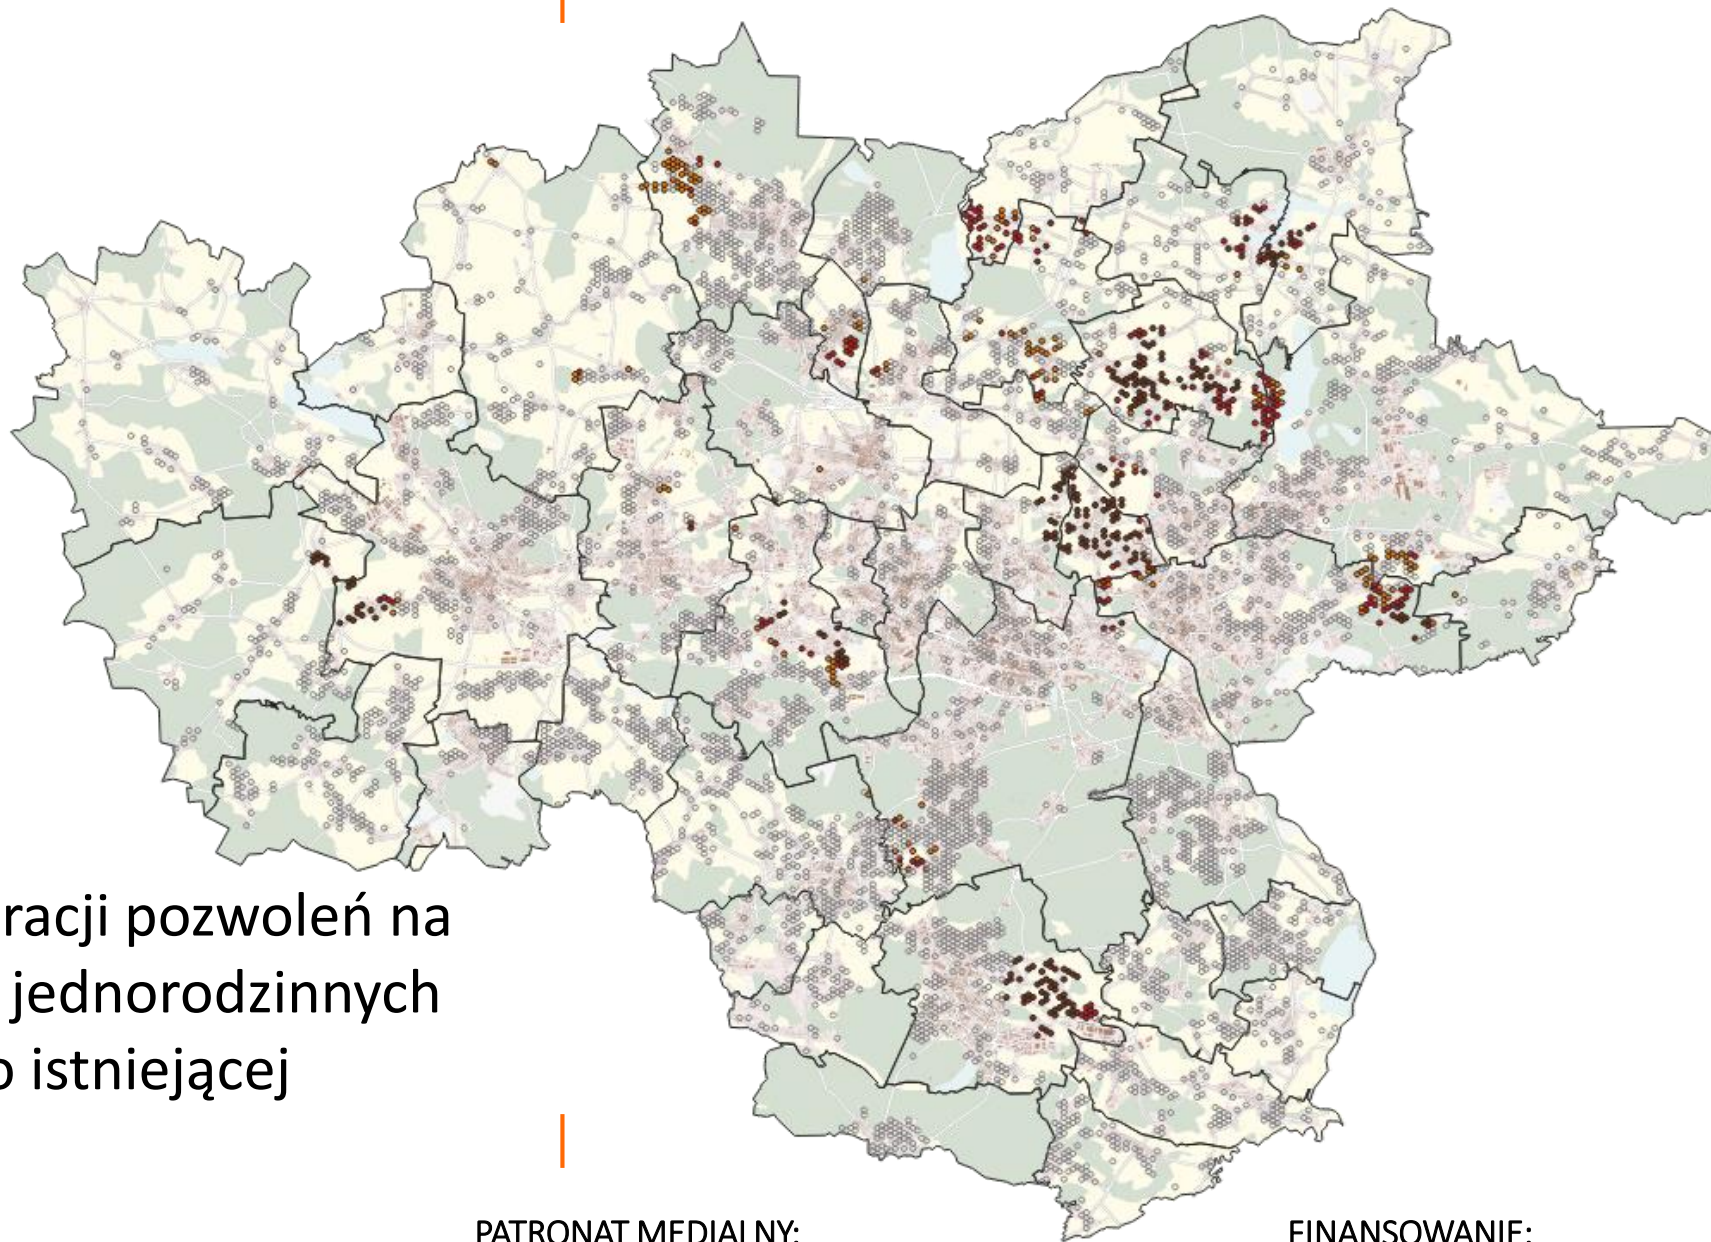 racji pozwoleń na
jednorodzinnych
istniejącej
PATRONAT MEDIALNY:
FINANSOWANIE: